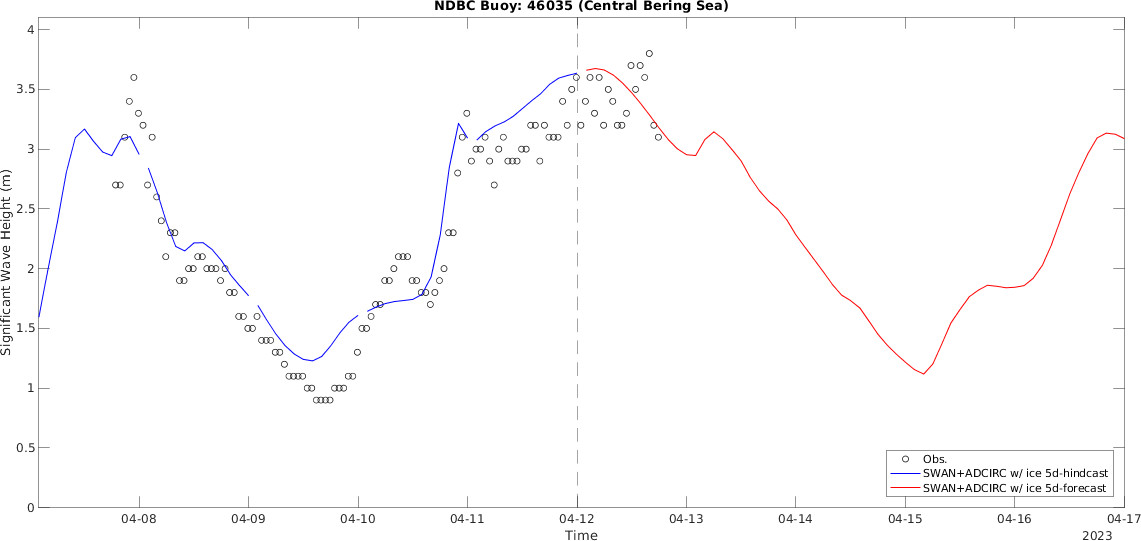 NDBC Buoy: 46035 (Central Bering Sea)
4
3.5
3
2.5
2
1.5
1
0.5
0
Significant Wave Height (m)
Obs.
SWAN+ADCIRC w/ ice 5d-hindcast
SWAN+ADCIRC w/ ice 5d-forecast
04-08 04-09 04-10 04-11 04-12 04-13 04-14 04-15 04-16 04-17
Time
2023